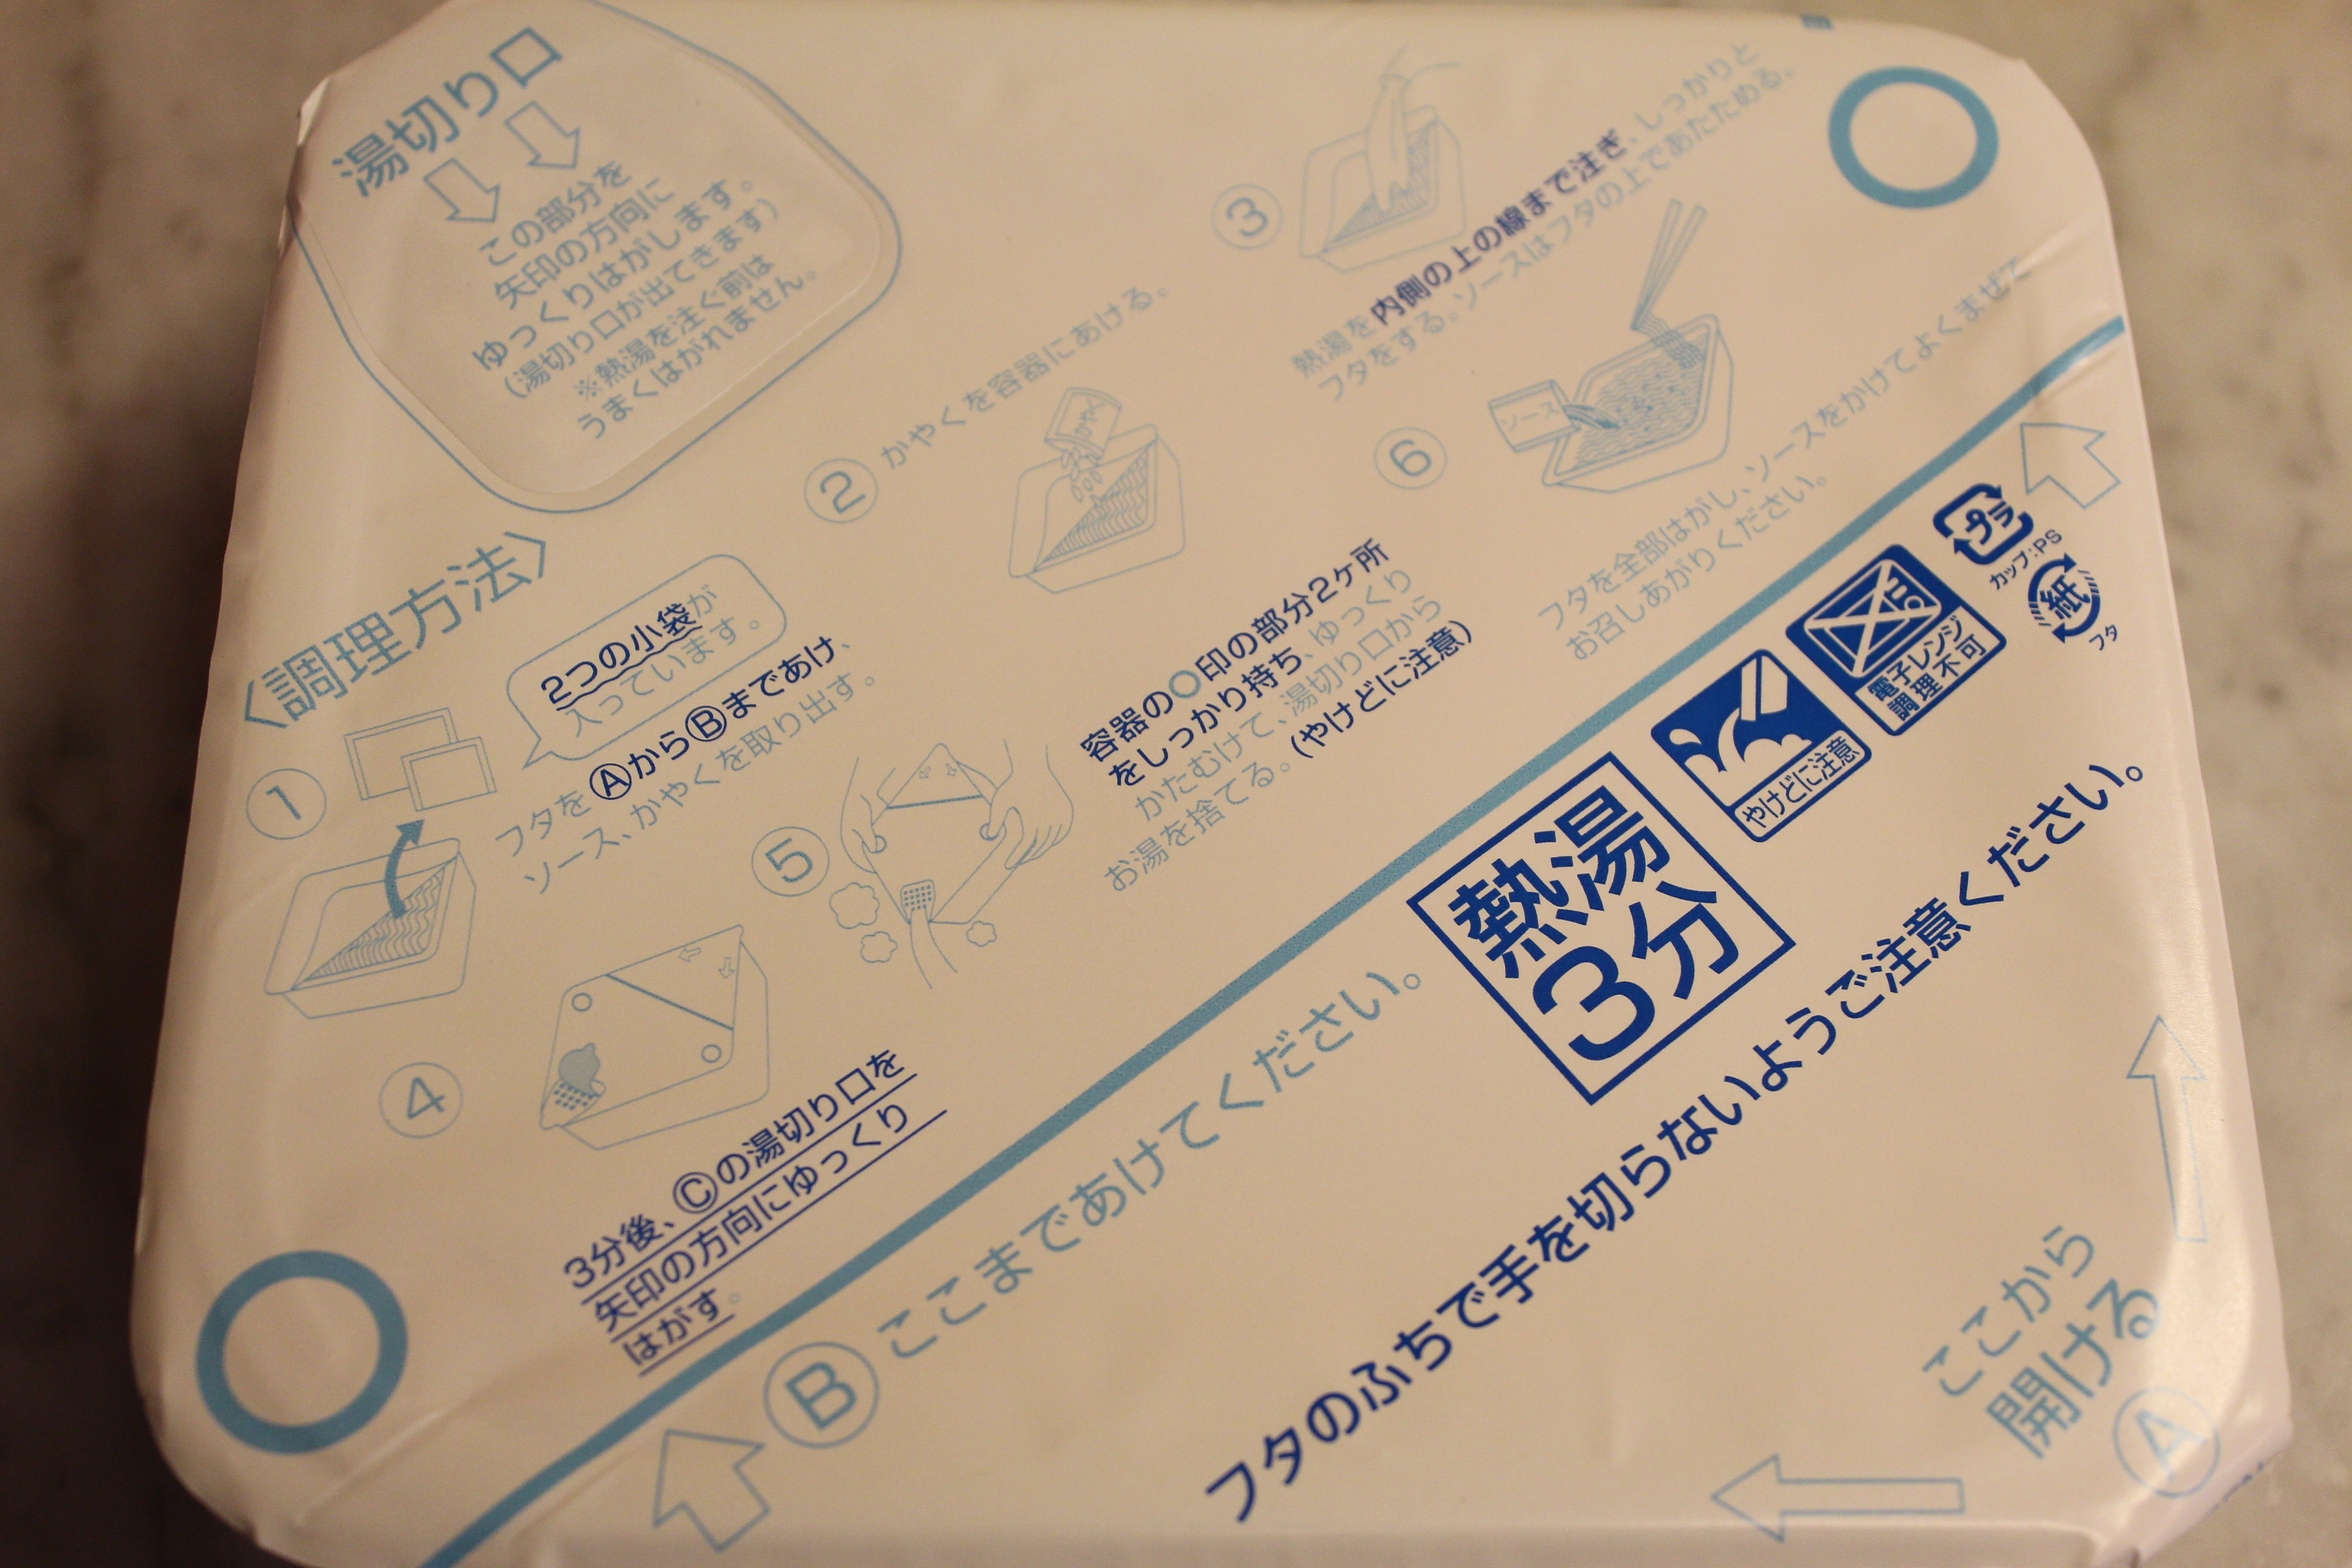 湯切り口
この部分を
矢印の方向に
ゆっくりはがします。
(湯切り口が出てきます)
※熱湯を注ぐ前は
うまくはがれません。
〈調理方法〉
1
2つの小袋が
入っています。
フタをⒶからⒷまであけ、
ソース、かやくを取り出す。
2 かやくを容器にあける。
かやく
3
熱湯を内側の上の線まで注ぎ、しっかりと
フタをする。ソースはフタの上であたためる。
4
3分後、Ⓒの湯切り口を
矢印の方向にゆっくり
はがす。
5
容器の○印の部分2ヶ所
をしっかり持ち、ゆっくり
かたむけて、湯切り口から
お湯を捨てる。(やけどに注意)
6
ソース
フタを全部はがし、ソースをかけてよくまぜて
お召しあがりください。
Ⓑ ここまであけてください。
熱湯
3分
やけどに注意
電子レンジ
調理不可
プラ
カップ:PS
紙
フタ
フタのふちで手を切らないようご注意ください。
ここから
開ける
Ⓐ